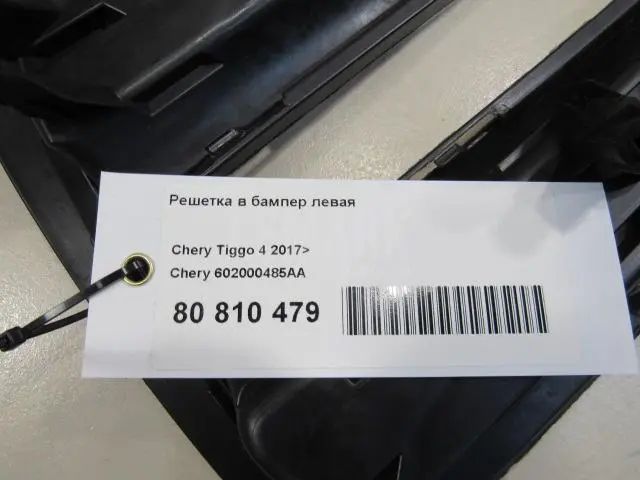 Решетка в бампер левая
Chery Tiggo 4 2017>
Chery 602000485AA
80 810 479